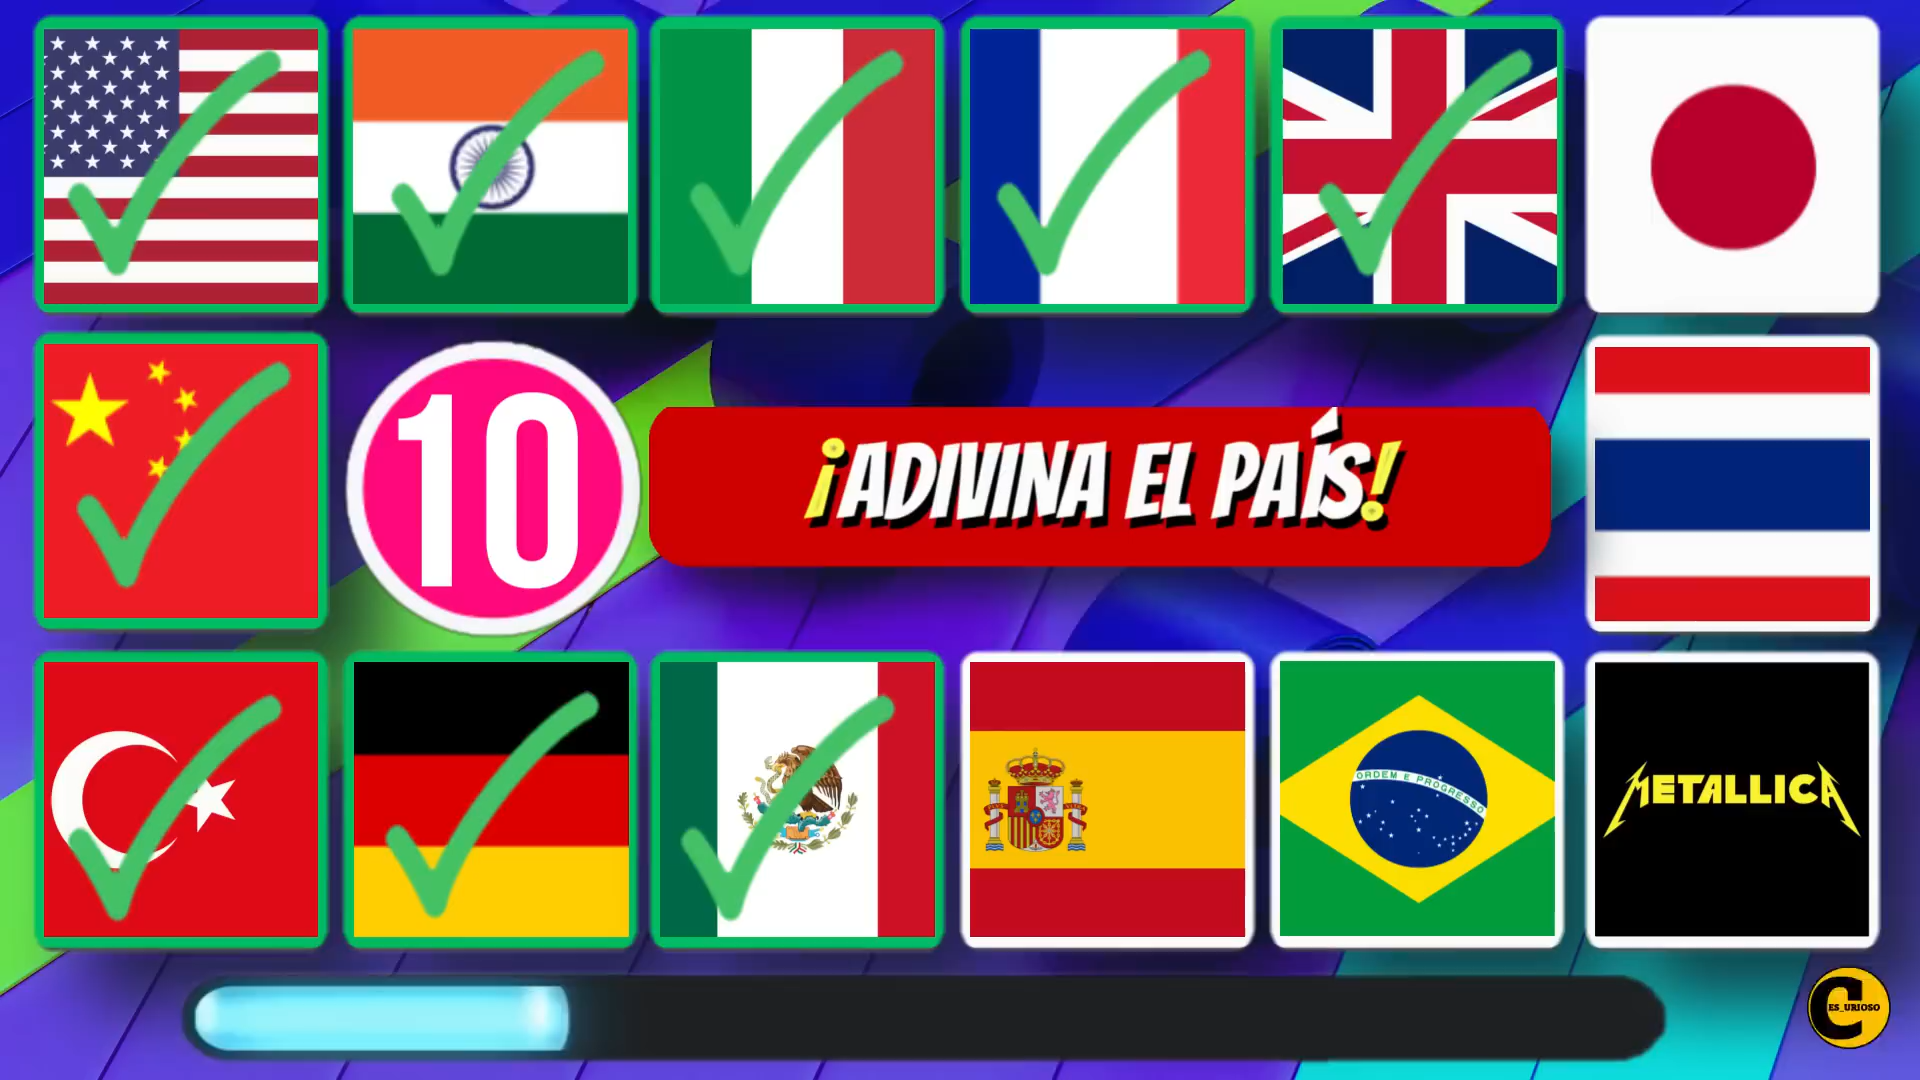 10
¡ADIVINA EL PAÍS!
ORDEM E PROGRESSO
METALLICA
C
ES_URIOSO